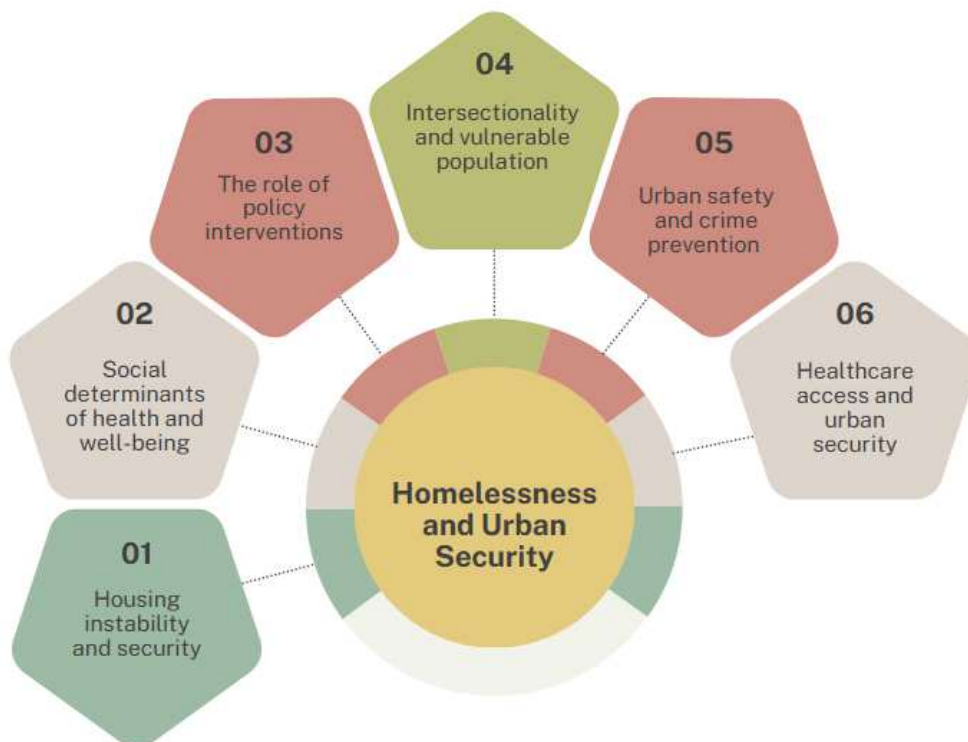 01
Housing
instability
and security
02
Social
determinants
of health and
well-being
03
The role of
policy
interventions
04
Intersectionality
and vulnerable
population
05
Urban safety
and crime
prevention
06
Healthcare
access and
urban
security
Homelessness
and Urban
Security